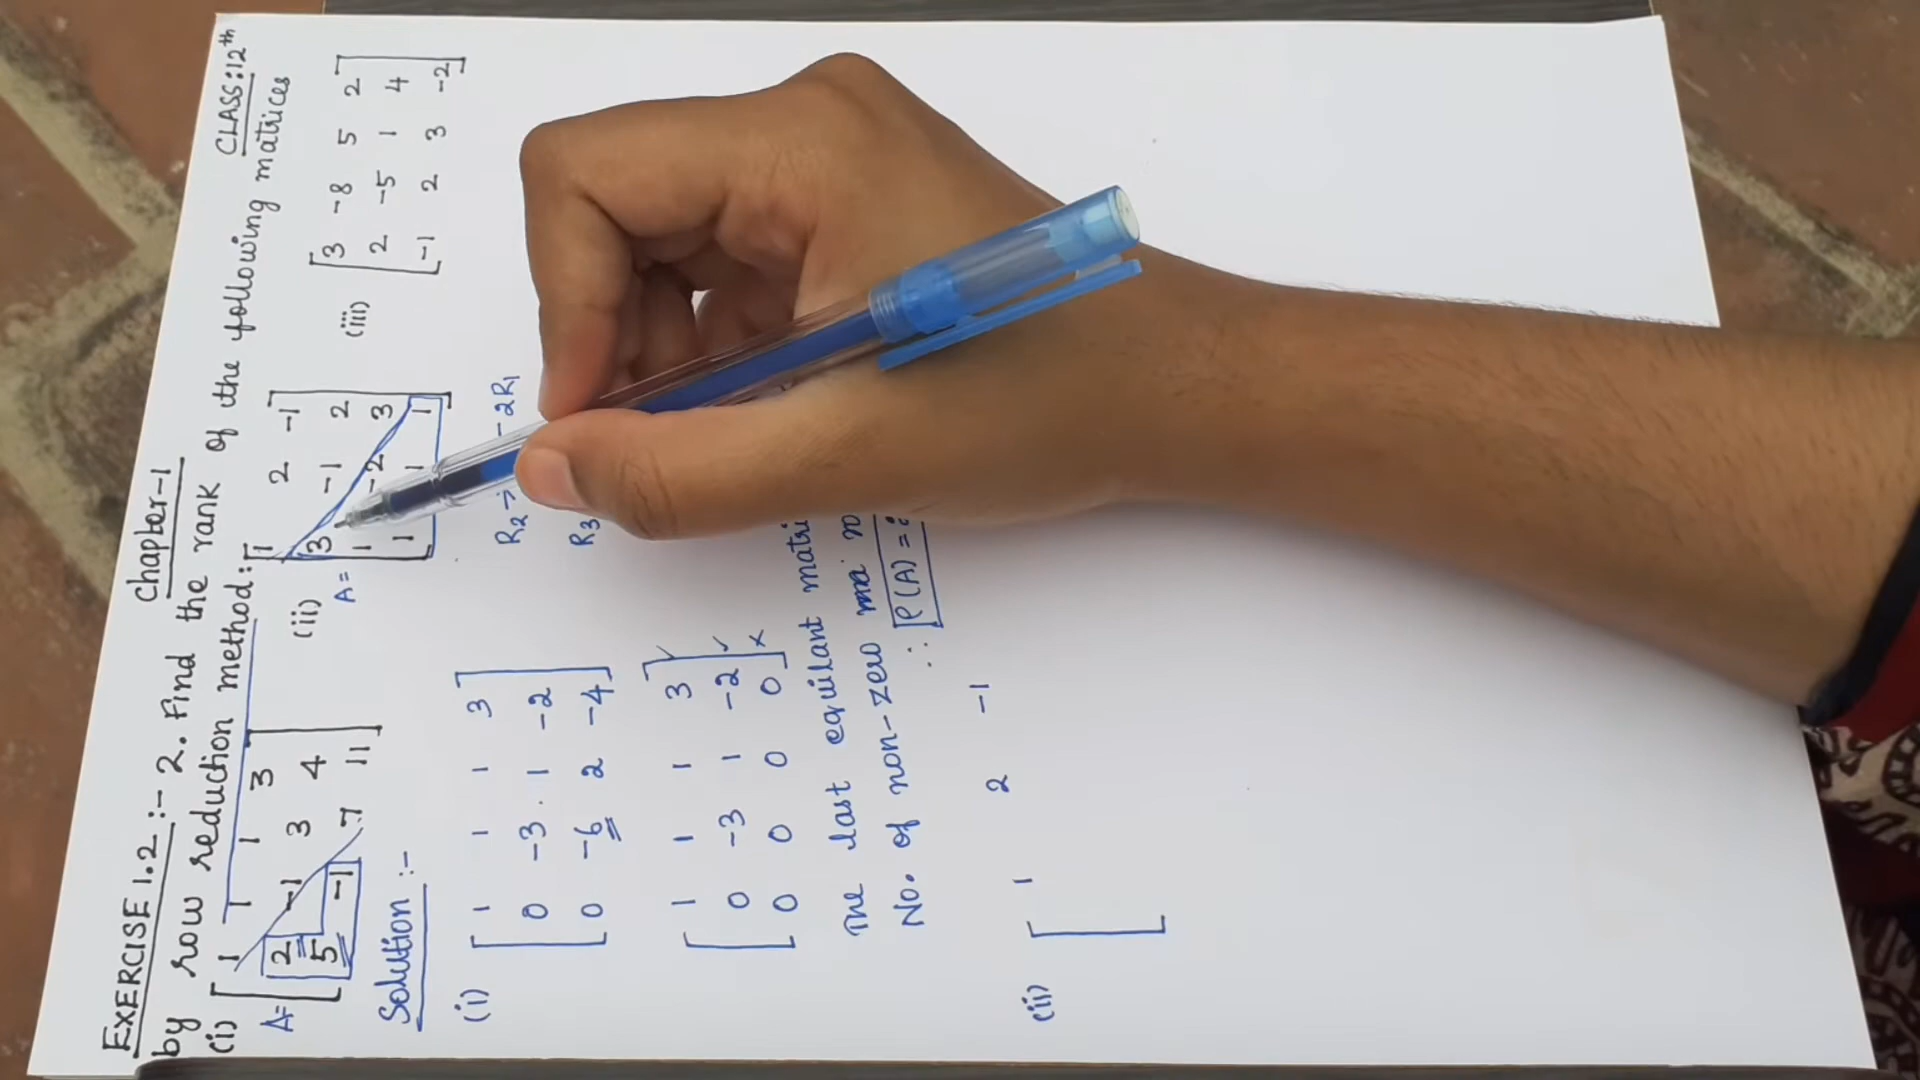 Chapter-1
CLASS:12th
EXERCISE 1.2 :- 2. Find the rank of the following matrices
by row reduction method:
(i) A= 1 1 1 3
2 -1 3 4
5 -1 7 11
(ii) A= 1 2 -1
3 -1 2
1 -2 3
1 -1 1
(iii) 3 -8 5 2
2 -5 1 4
-1 2 3 -2
Solution :-
(i) 1 1 1 3
0 -3 1 -2 R2 → - 2R1
0 -6 2 -4 R3
1 1 1 3 ✓
0 -3 1 -2 ✓
0 0 0 0 ×
The last equilant matri
No. of non-zero
∴ ρ(A) =
(ii) 1 2 -1